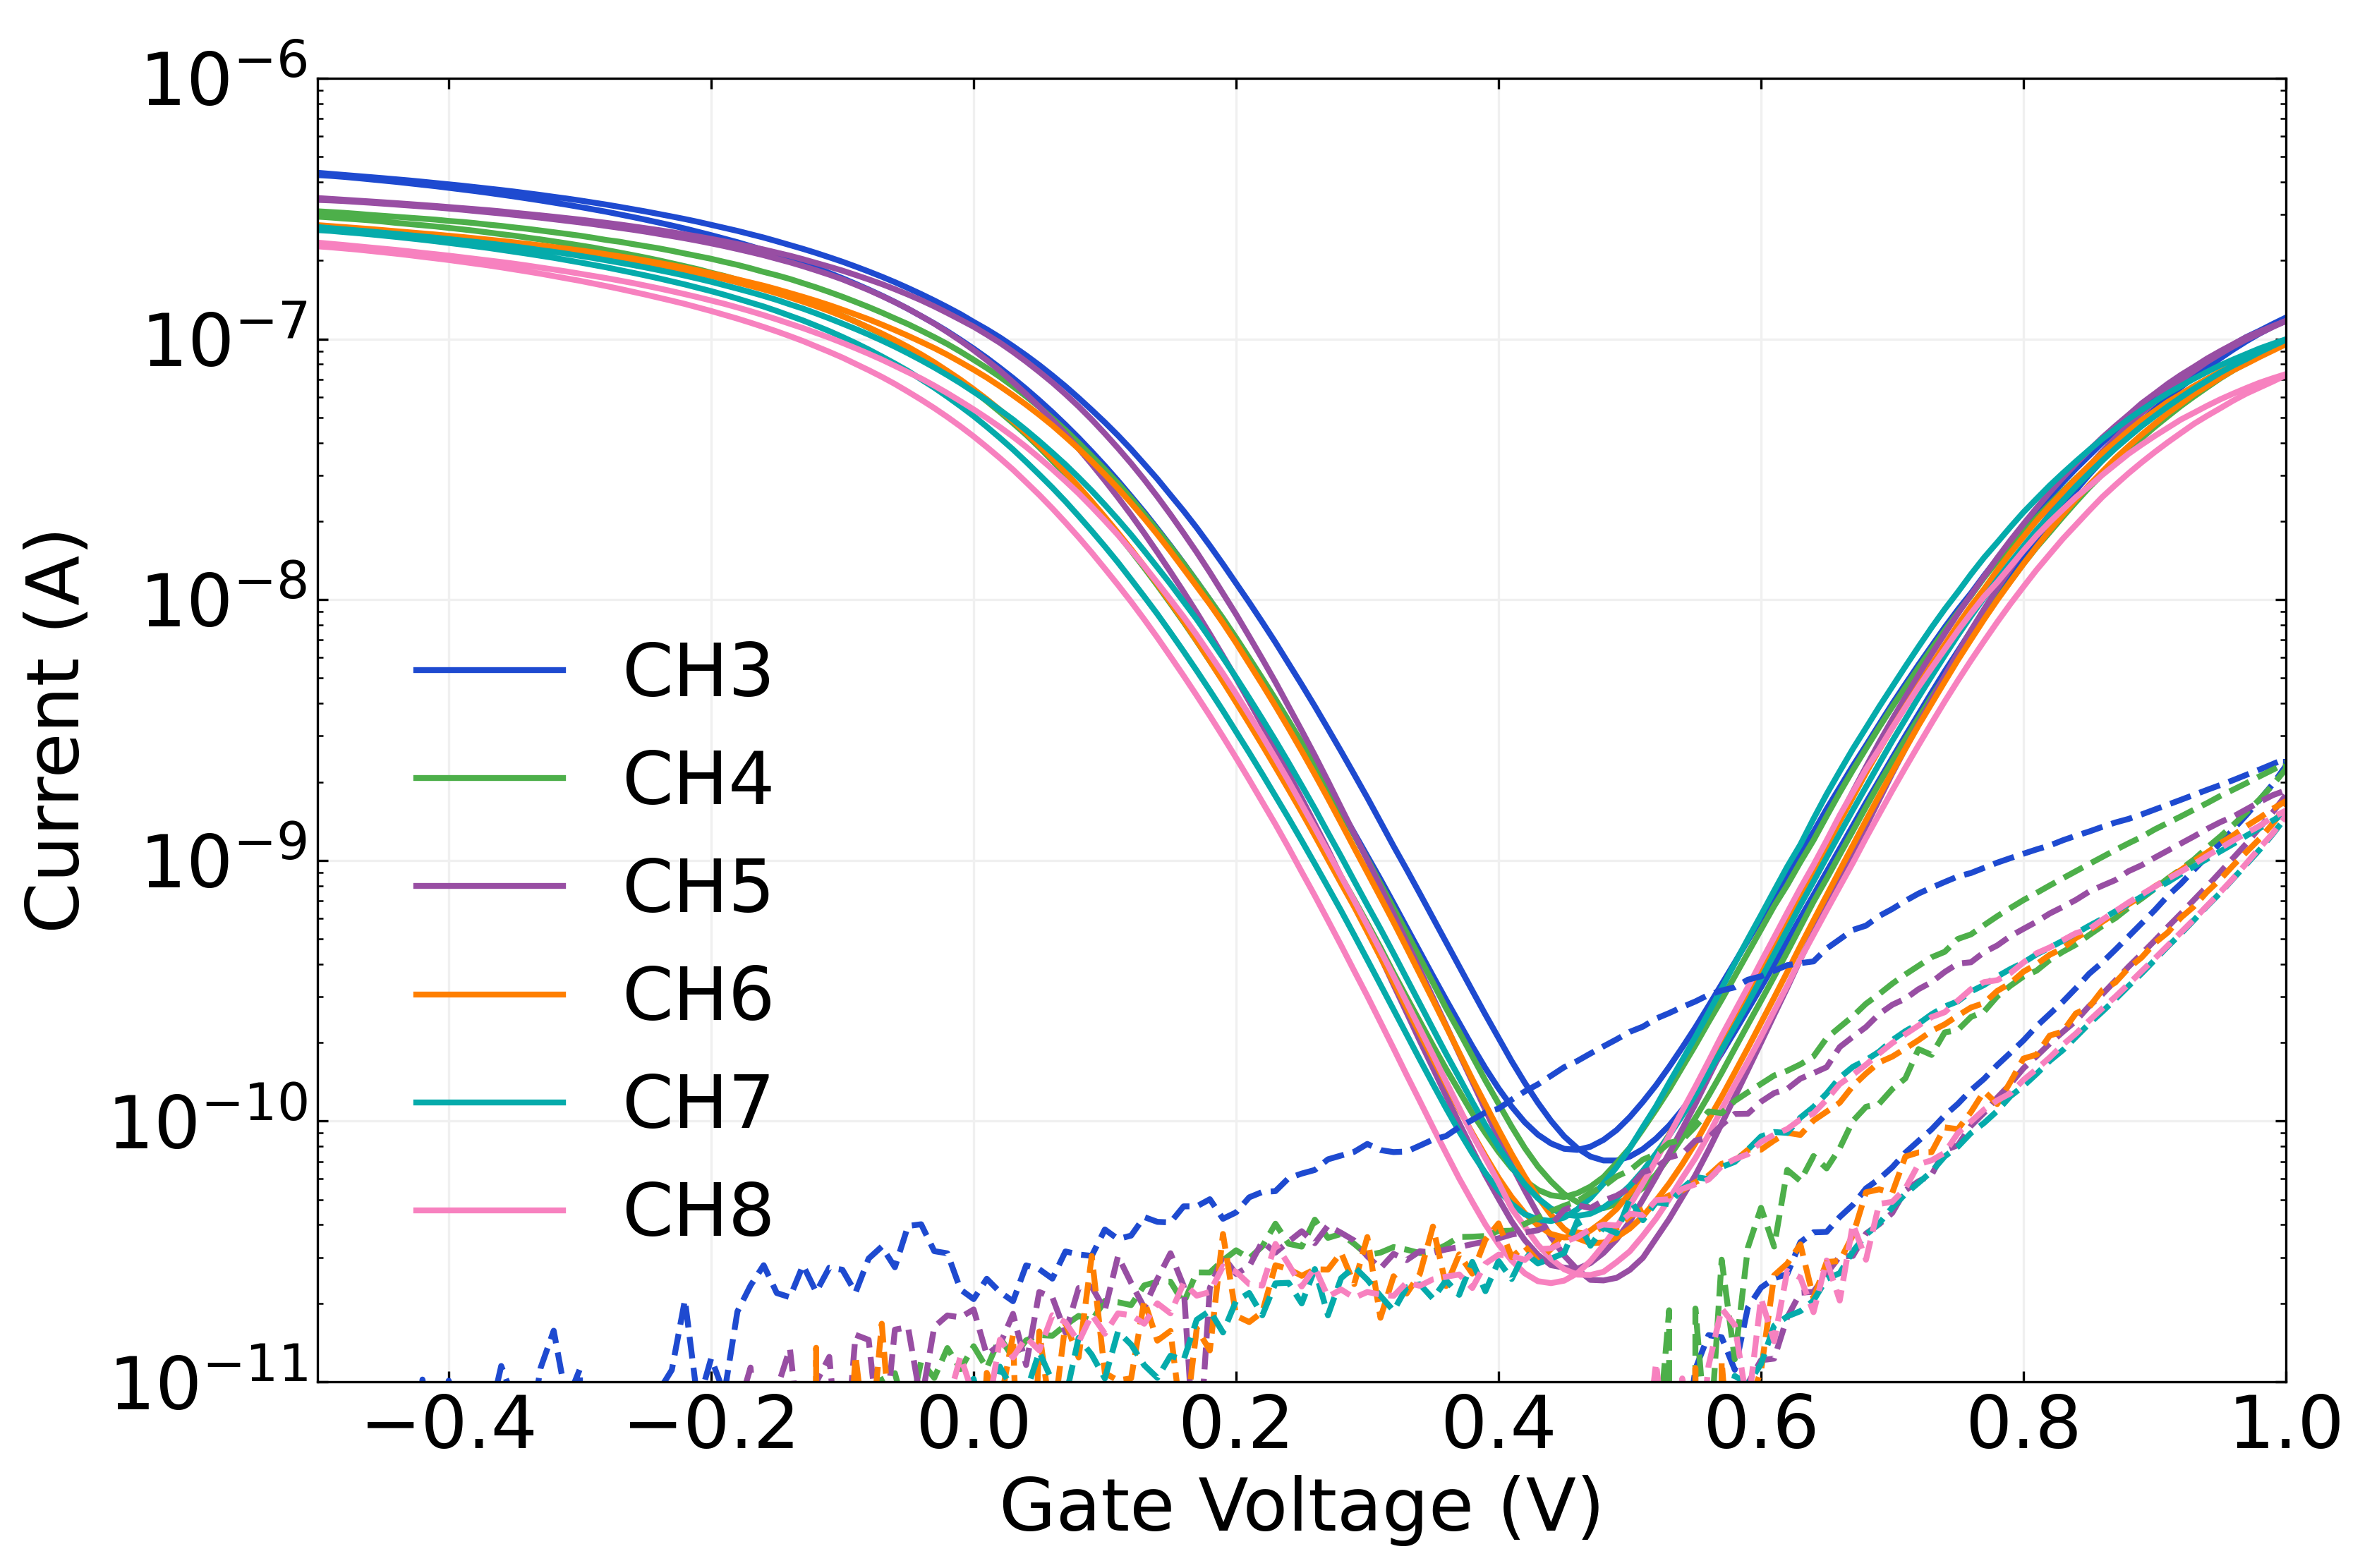 10⁻⁶
10⁻⁷
10⁻⁸
10⁻⁹
10⁻¹⁰
10⁻¹¹
Current (A)
CH3
CH4
CH5
CH6
CH7
CH8
−0.4 −0.2 0.0 0.2 0.4 0.6 0.8 1.0
Gate Voltage (V)